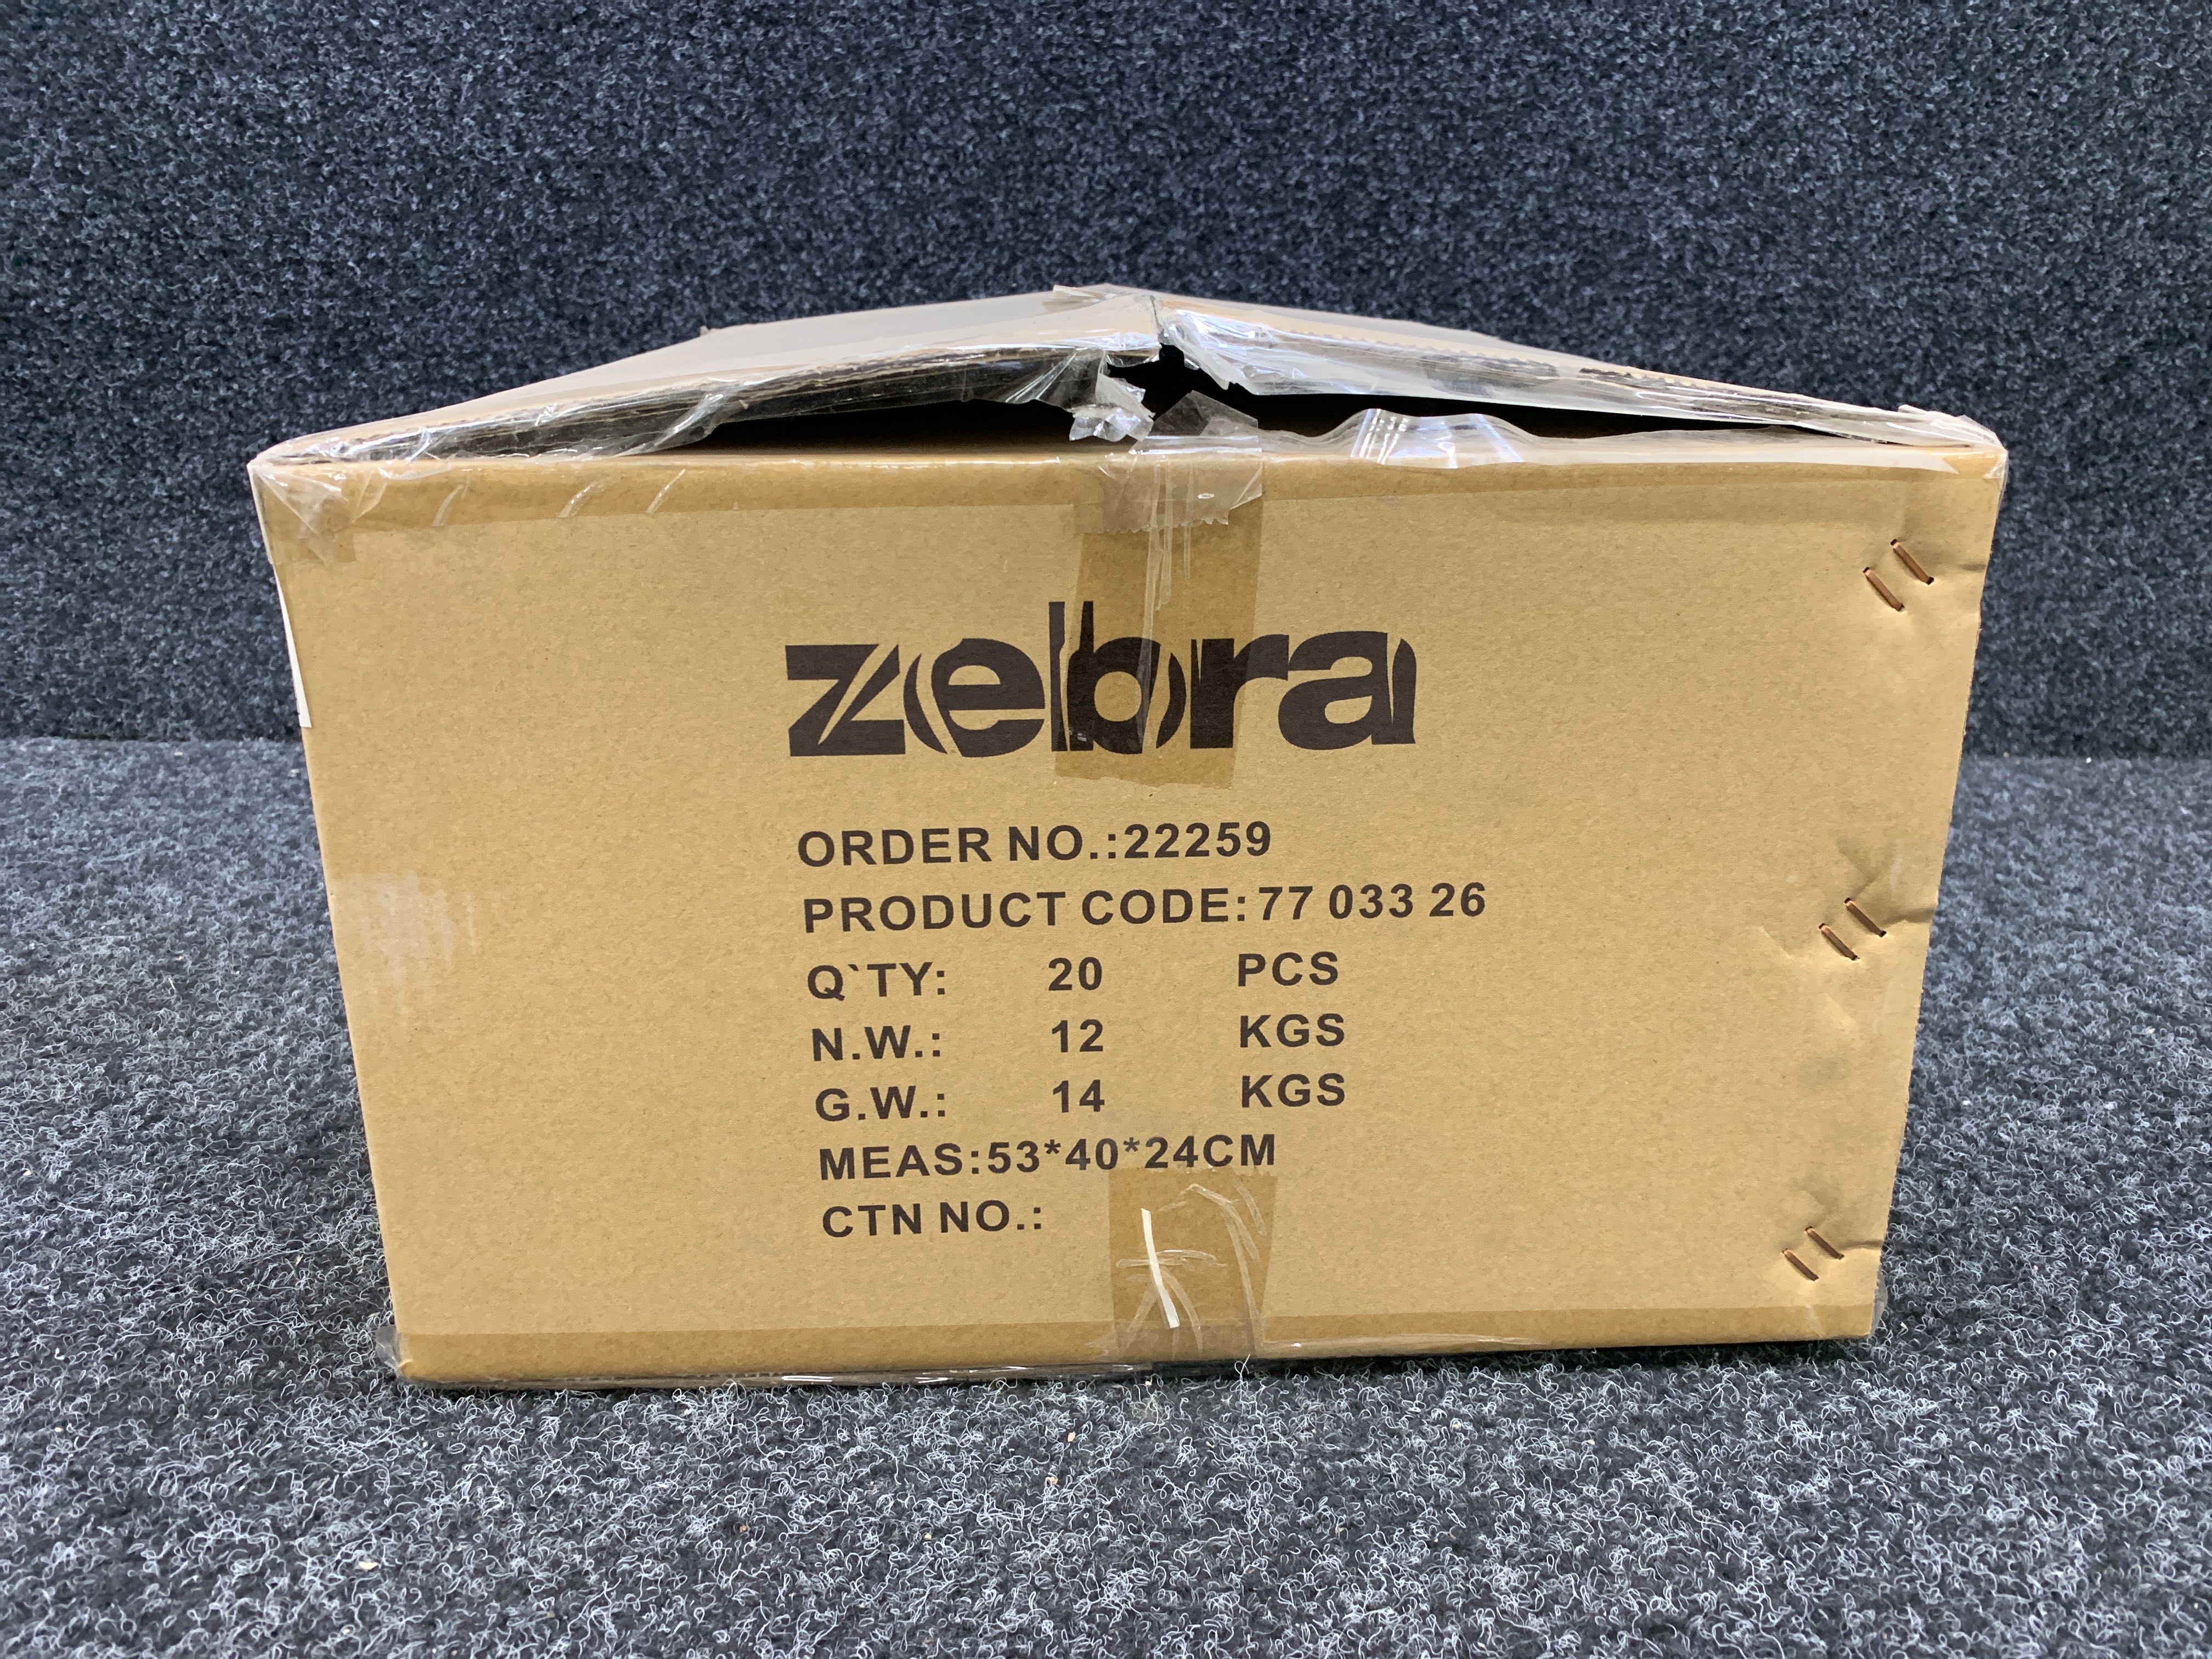 zebra
ORDER NO.:22259
PRODUCT CODE:77 033 26
Q`TY: 20 PCS
N.W.: 12 KGS
G.W.: 14 KGS
MEAS:53*40*24CM
CTN NO.: